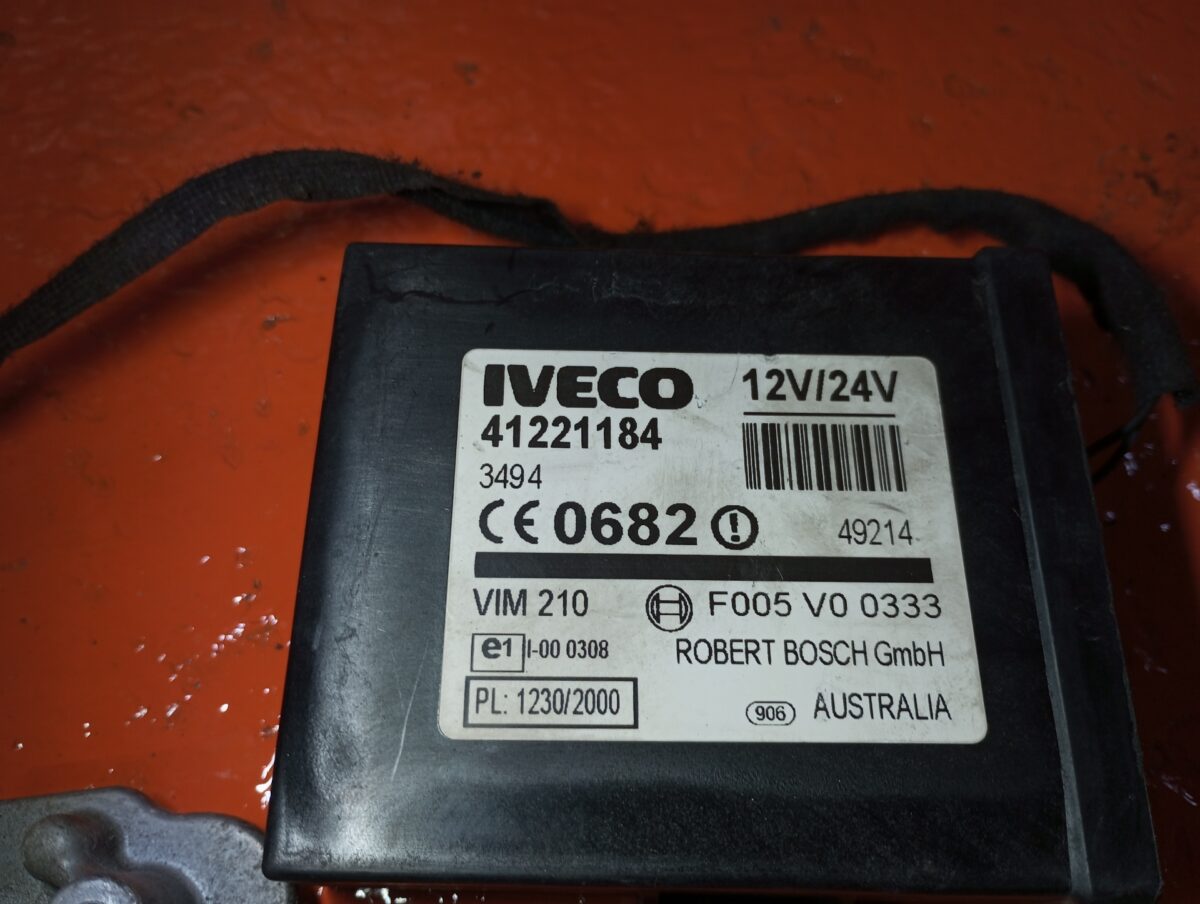 IVECO 12V/24V
41221184
3494
CE 0682 !
49214
VIM 210 F005 V0 0333
e1 I-00 0308 ROBERT BOSCH GmbH
PL: 1230/2000 906 AUSTRALIA